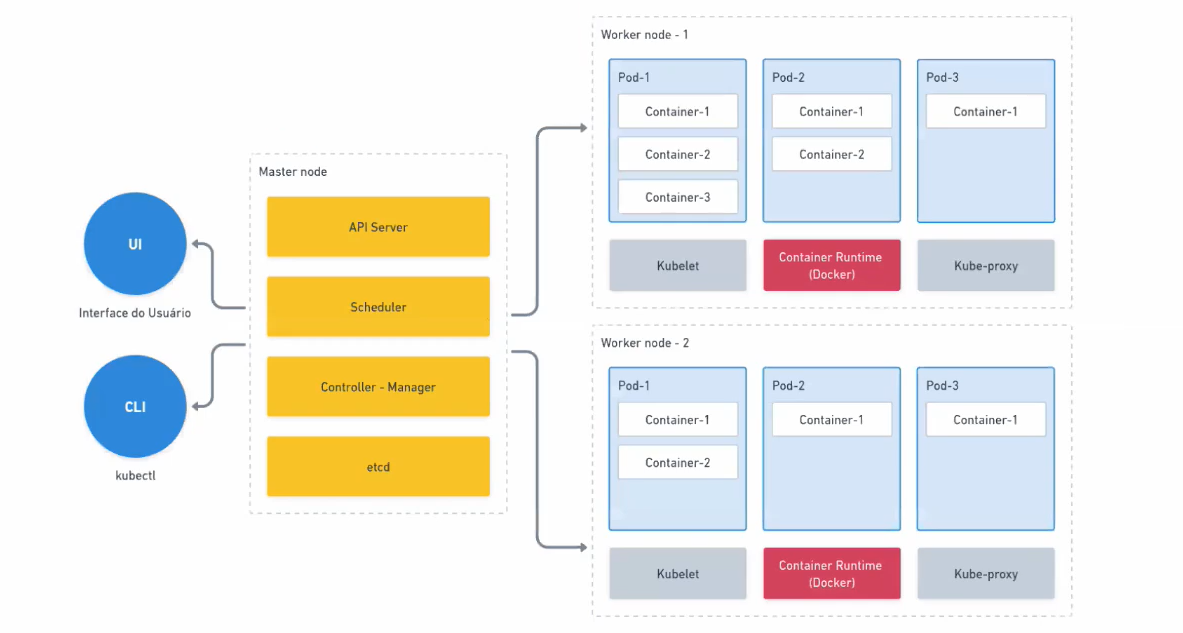 UI
Interface do Usuário
CLI
kubectl
Master node
API Server
Scheduler
Controller - Manager
etcd
Worker node - 1
Pod-1
Container-1
Container-2
Container-3
Pod-2
Container-1
Container-2
Pod-3
Container-1
Kubelet
Container Runtime
(Docker)
Kube-proxy
Worker node - 2
Pod-1
Container-1
Container-2
Pod-2
Container-1
Pod-3
Container-1
Kubelet
Container Runtime
(Docker)
Kube-proxy